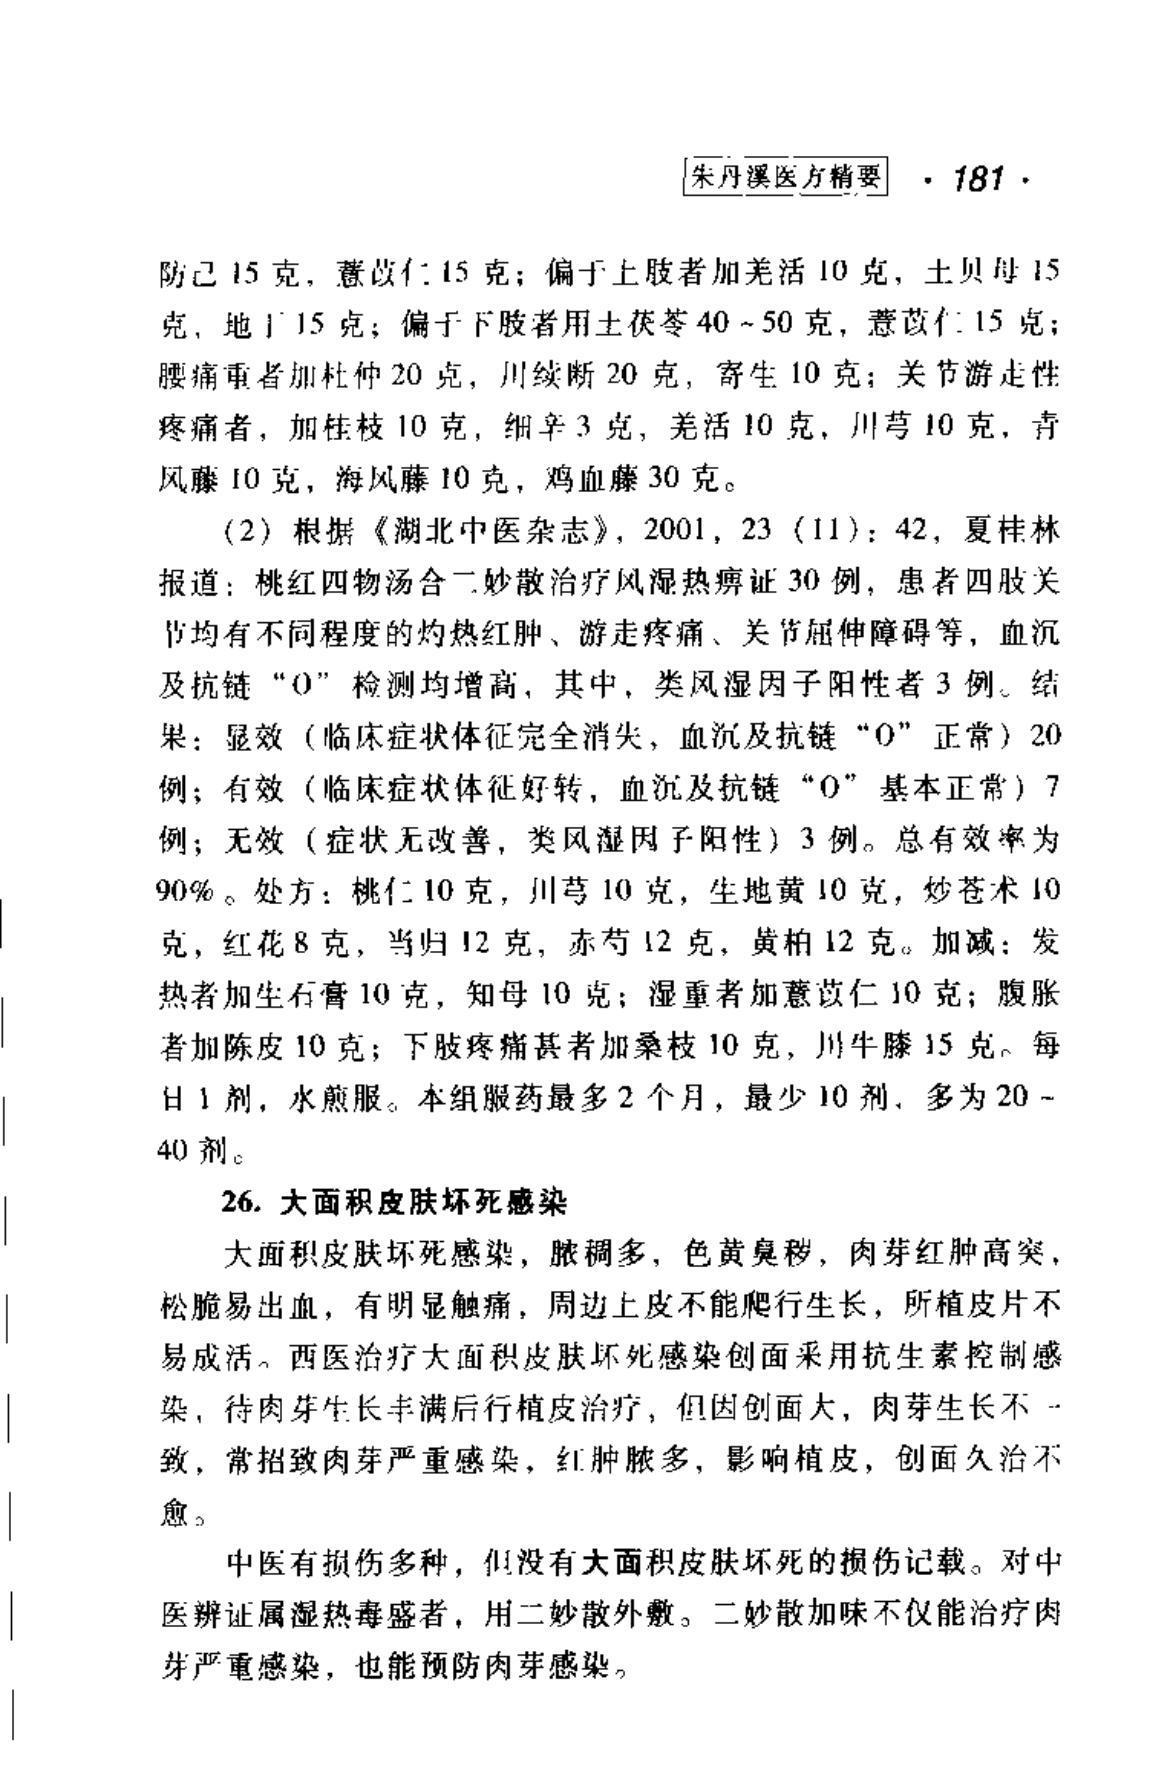 朱丹溪医方精要 · 181 ·
防己 15 克，薏苡仁 15 克；偏于上肢者加羌活 10 克，土贝母 15
克，地丁 15 克；偏于下肢者用土茯苓 40 ~ 50 克，薏苡仁 15 克；
腰痛重者加杜仲 20 克，川续断 20 克，寄生 10 克；关节游走性
疼痛者，加桂枝 10 克，细辛 3 克，羌活 10 克，川芎 10 克，青
风藤 10 克，海风藤 10 克，鸡血藤 30 克。
（2）根据《湖北中医杂志》，2001，23（11）：42，夏桂林
报道：桃红四物汤合二妙散治疗风湿热痹证 30 例，患者四肢关
节均有不同程度的灼热红肿、游走疼痛、关节屈伸障碍等，血沉
及抗链“O”检测均增高，其中，类风湿因子阳性者 3 例。结
果：显效（临床症状体征完全消失，血沉及抗链“O”正常）20
例；有效（临床症状体征好转，血沉及抗链“O”基本正常）7
例；无效（症状无改善，类风湿因子阳性）3 例。总有效率为
90%。处方：桃仁 10 克，川芎 10 克，生地黄 10 克，炒苍术 10
克，红花 8 克，当归 12 克，赤芍 12 克，黄柏 12 克。加减：发
热者加生石膏 10 克，知母 10 克；湿重者加薏苡仁 10 克；腹胀
者加陈皮 10 克；下肢疼痛甚者加桑枝 10 克，川牛膝 15 克。每
日 1 剂，水煎服。本组服药最多 2 个月，最少 10 剂，多为 20 ~
40 剂。
26. 大面积皮肤坏死感染
大面积皮肤坏死感染，脓稠多，色黄臭秽，肉芽红肿高突，
松脆易出血，有明显触痛，周边上皮不能爬行生长，所植皮片不
易成活。西医治疗大面积皮肤坏死感染创面采用抗生素控制感
染，待肉芽生长丰满后行植皮治疗，但因创面大，肉芽生长不一
致，常招致肉芽严重感染，红肿脓多，影响植皮，创面久治不
愈。
中医有损伤多种，但没有大面积皮肤坏死的损伤记载。对中
医辨证属湿热毒盛者，用二妙散外敷。二妙散加味不仅能治疗肉
芽严重感染，也能预防肉芽感染。